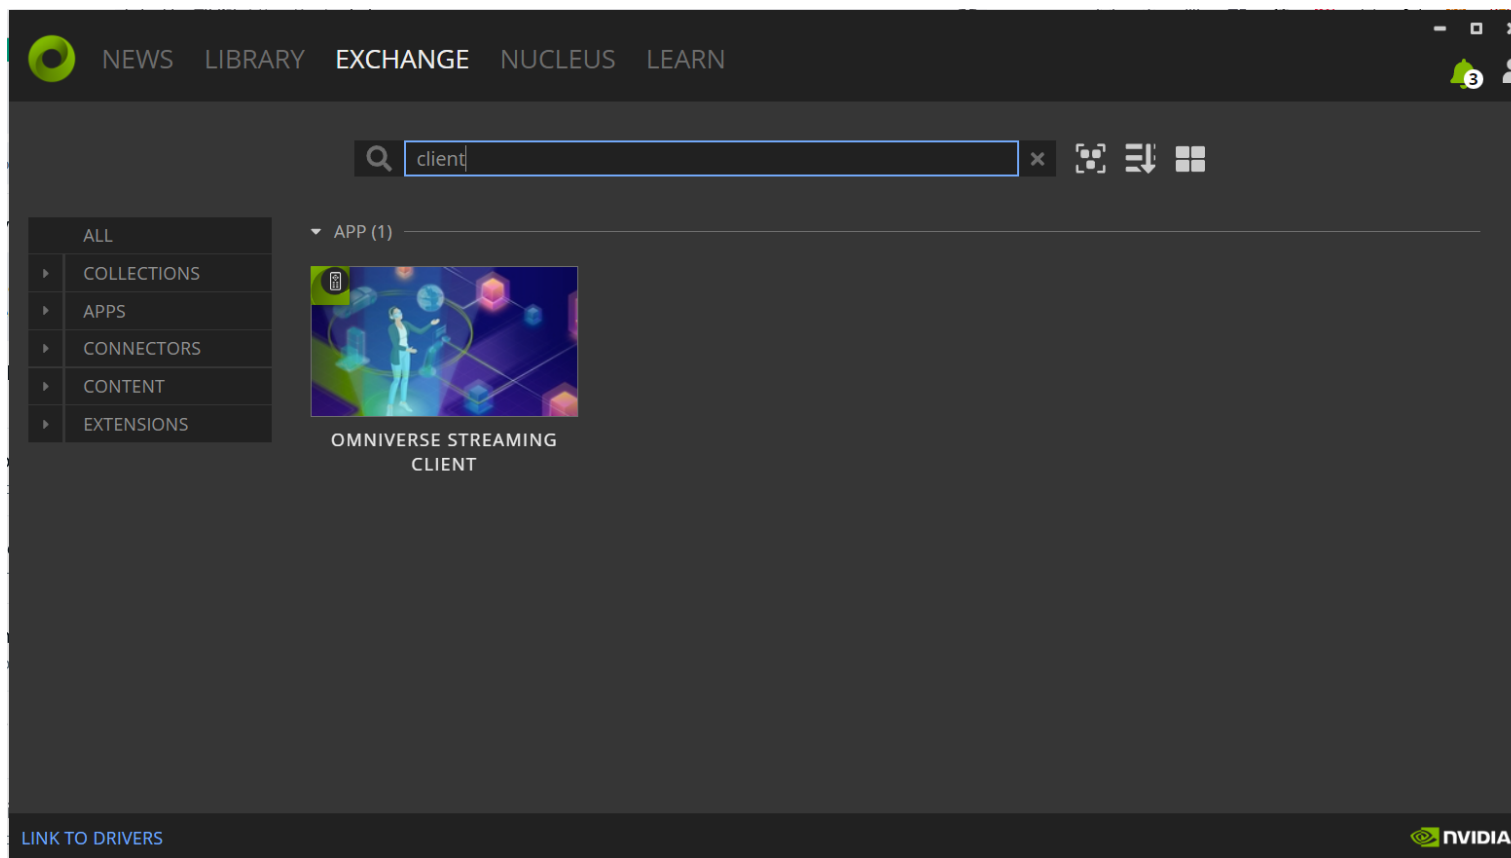 NEWS LIBRARY EXCHANGE NUCLEUS LEARN
3
client
ALL
COLLECTIONS
APPS
CONNECTORS
CONTENT
EXTENSIONS
APP (1)
OMNIVERSE STREAMING
CLIENT
LINK TO DRIVERS
NVIDIA